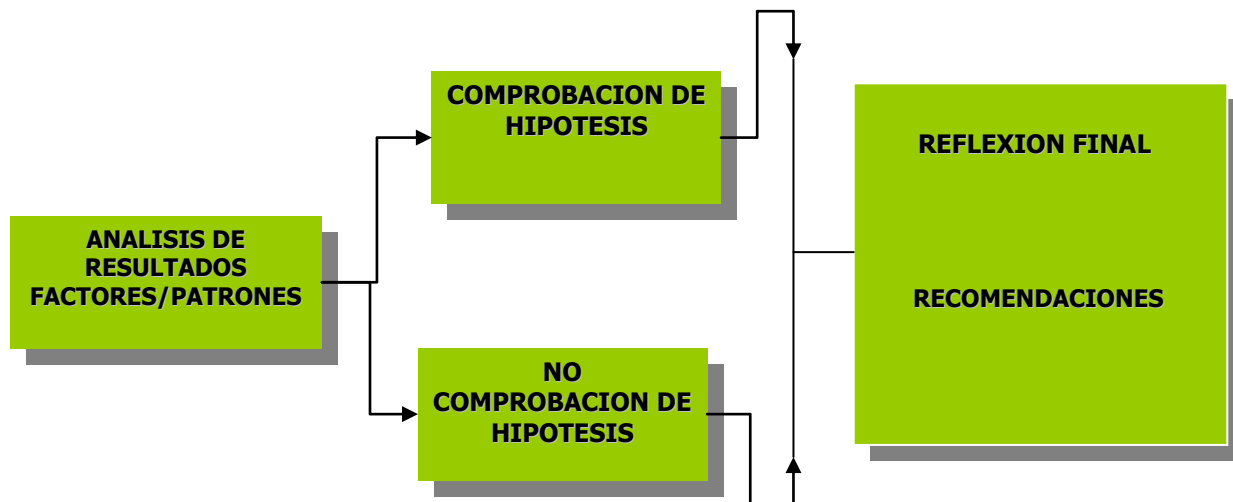 COMPROBACION DE
HIPOTESIS
REFLEXION FINAL
ANALISIS DE
RESULTADOS
FACTORES/PATRONES
RECOMENDACIONES
NO
COMPROBACION DE
HIPOTESIS